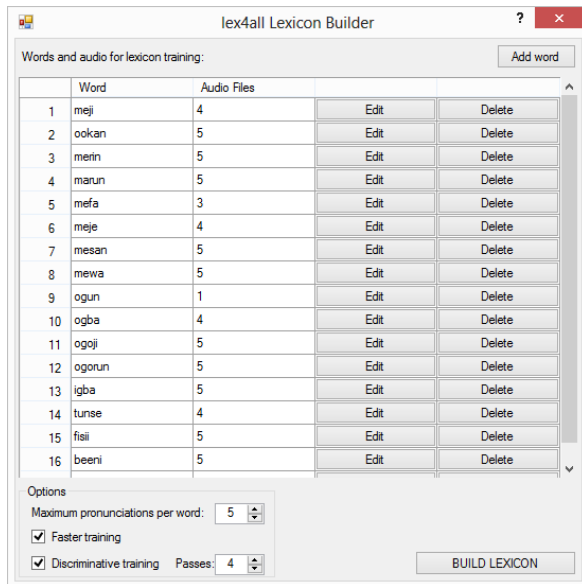 lex4all Lexicon Builder ? ×
Words and audio for lexicon training: Add word
Word Audio Files
1 meji 4 Edit Delete
2 ookan 5 Edit Delete
3 merin 5 Edit Delete
4 marun 5 Edit Delete
5 mefa 3 Edit Delete
6 meje 4 Edit Delete
7 mesan 5 Edit Delete
8 mewa 5 Edit Delete
9 ogun 1 Edit Delete
10 ogba 4 Edit Delete
11 ogoji 5 Edit Delete
12 ogorun 5 Edit Delete
13 igba 5 Edit Delete
14 tunse 4 Edit Delete
15 fisii 5 Edit Delete
16 beeni 5 Edit Delete
Options
Maximum pronunciations per word: 5
Faster training
Discriminative training Passes: 4
BUILD LEXICON